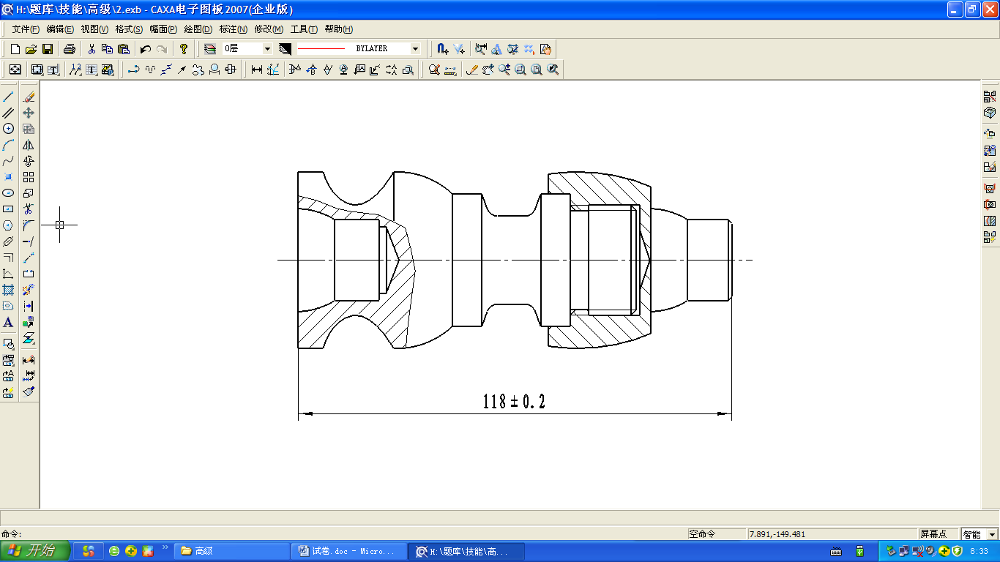 H:\题库\技能\高级\2.exb - CAXA电子图板2007(企业版)
文件(F) 编辑(E) 视图(V) 格式(S) 幅面(P) 绘图(D) 标注(N) 修改(M) 工具(T) 帮助(H)
0层 BYLAYER
118±0.2
命令: 空命令 7.891,-149.481 屏幕点 智能
开始 高级 试卷.doc - Micro... H:\题库\技能\高... 8:33